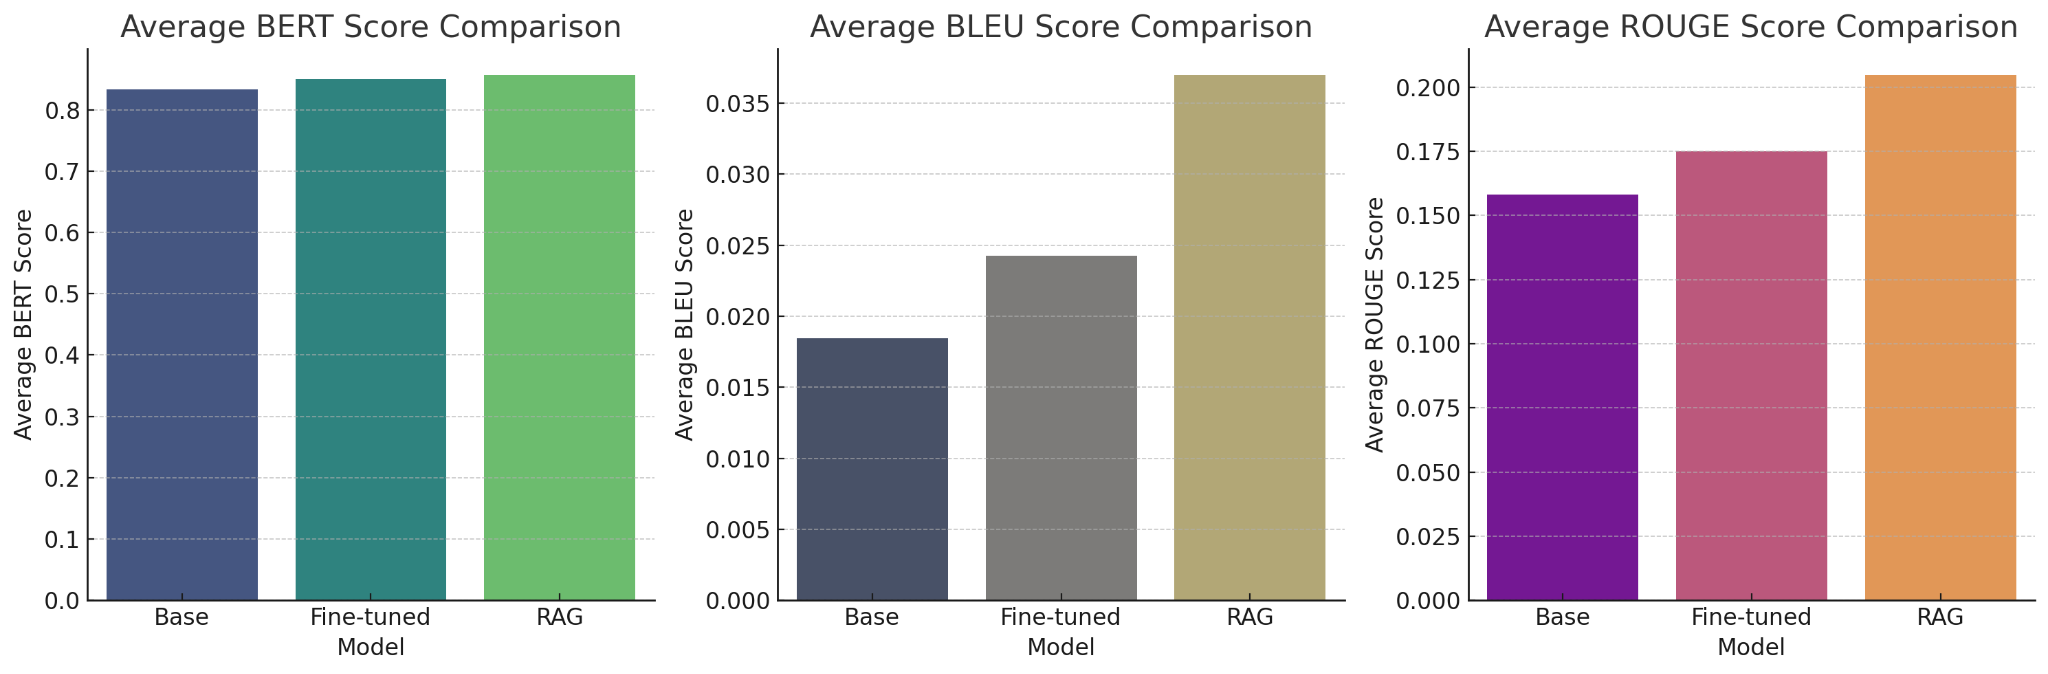 Average BERT Score Comparison
Average BERT Score
0.8
0.7
0.6
0.5
0.4
0.3
0.2
0.1
0.0
Base Fine-tuned RAG
Model
Average BLEU Score Comparison
Average BLEU Score
0.035
0.030
0.025
0.020
0.015
0.010
0.005
0.000
Base Fine-tuned RAG
Model
Average ROUGE Score Comparison
Average ROUGE Score
0.200
0.175
0.150
0.125
0.100
0.075
0.050
0.025
0.000
Base Fine-tuned RAG
Model